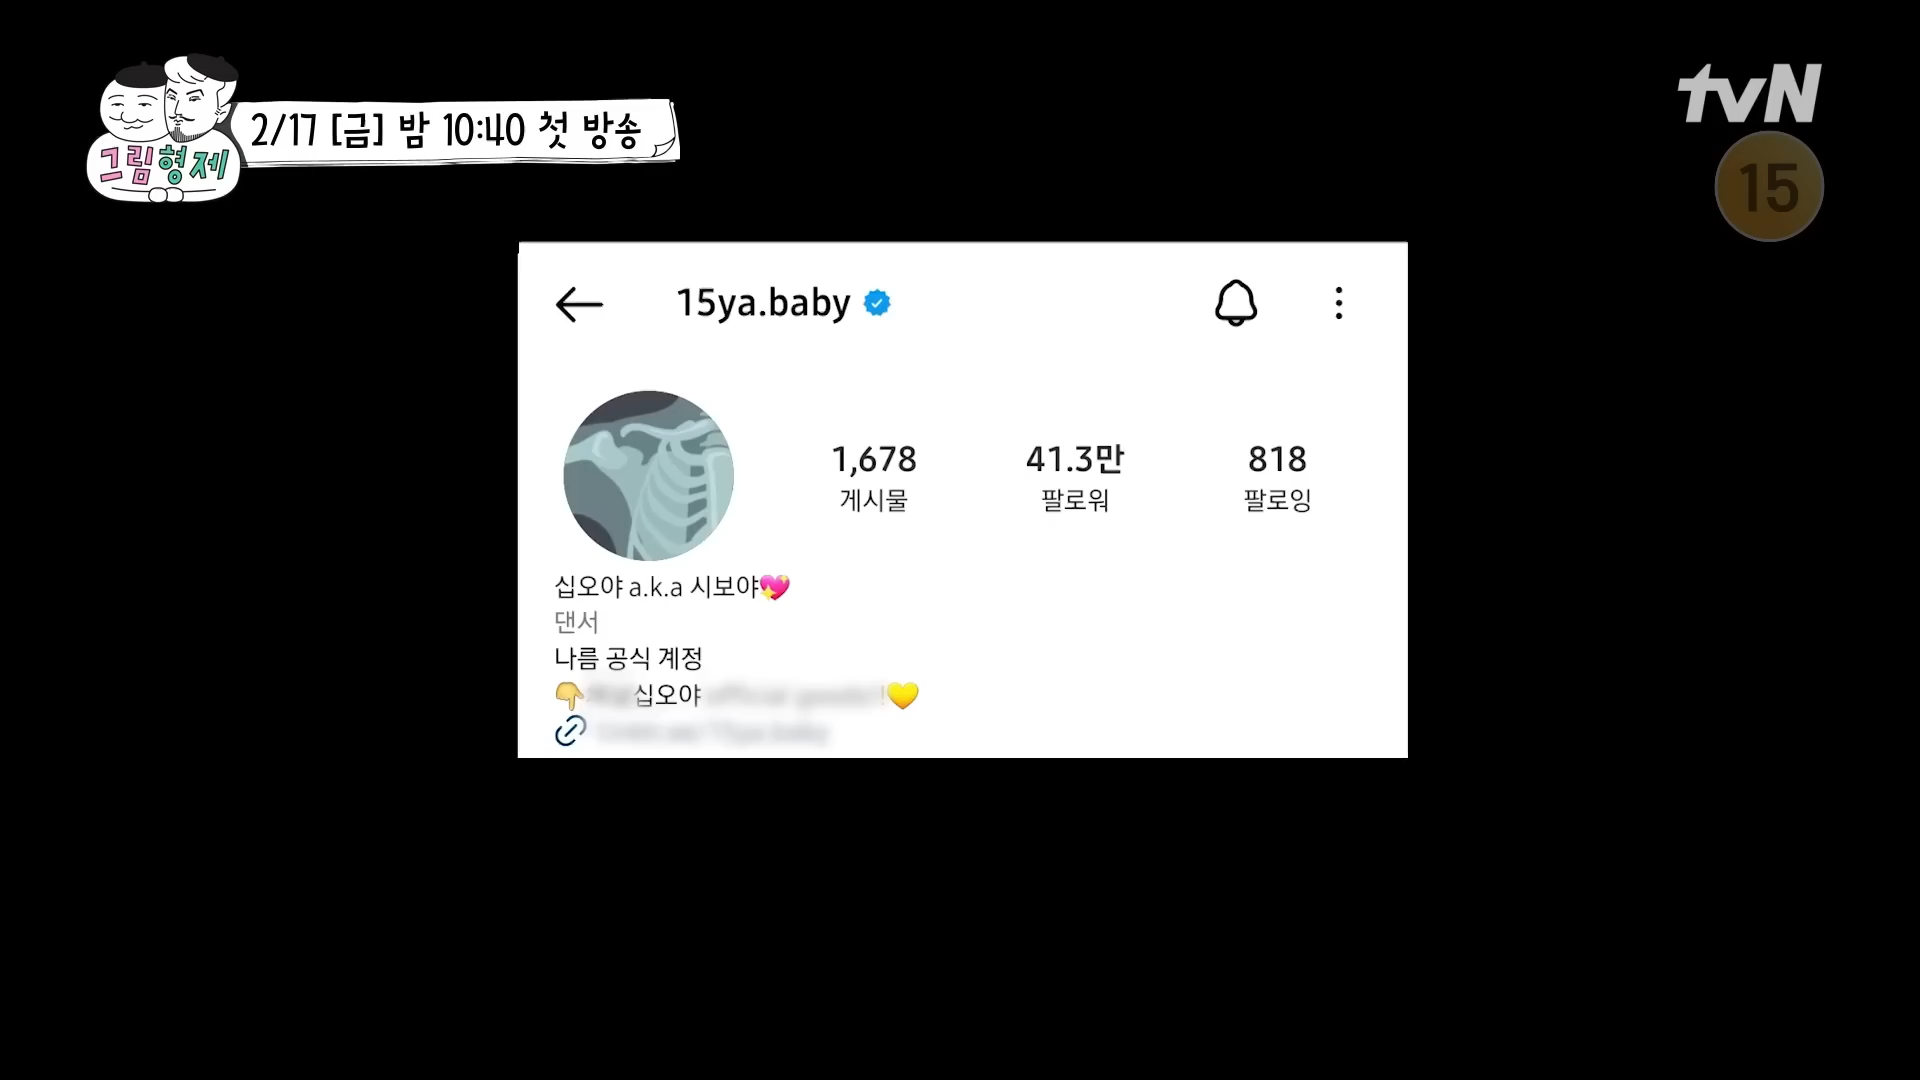 그림형제
2/17 [금] 밤 10:40 첫 방송
tvN
15
15ya.baby
1,678
41.3만
818
게시물
팔로워
팔로잉
십오야 a.k.a 시보야💖
댄서
나름 공식 계정
👇 십오야 💛